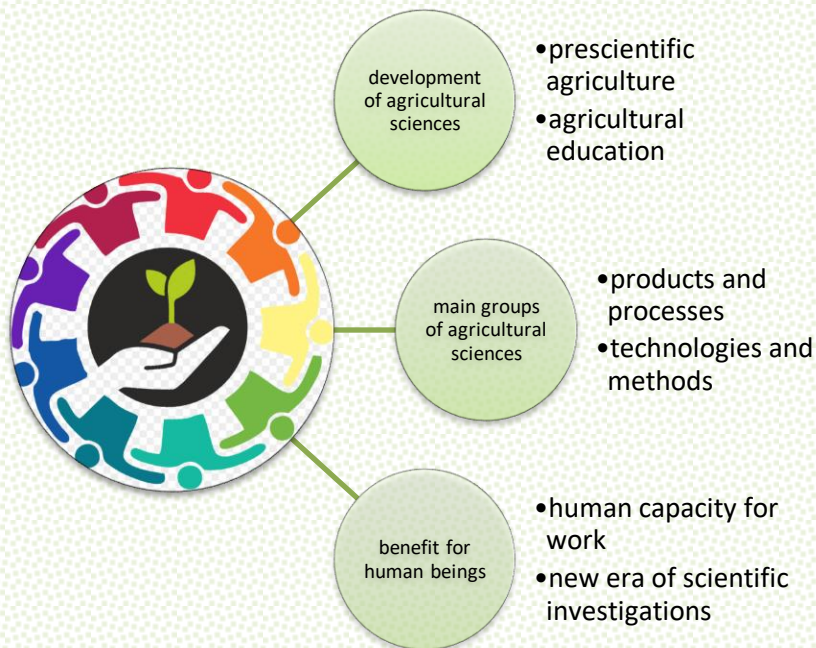 development
of agricultural
sciences
•prescientific
agriculture
•agricultural
education
main groups
of agricultural
sciences
•products and
processes
•technologies and
methods
benefit for
human beings
•human capacity for
work
•new era of scientific
investigations